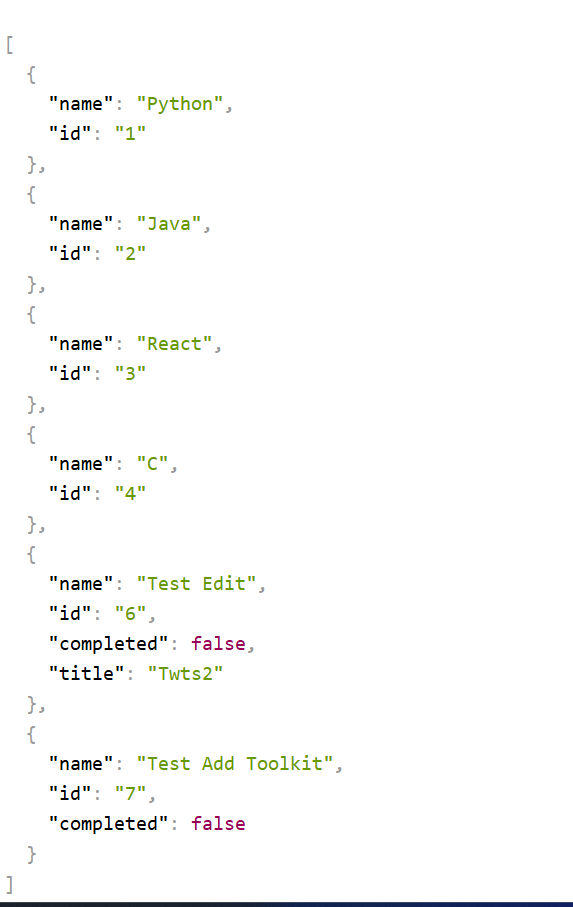 [
  {
    "name": "Python",
    "id": "1"
  },
  {
    "name": "Java",
    "id": "2"
  },
  {
    "name": "React",
    "id": "3"
  },
  {
    "name": "C",
    "id": "4"
  },
  {
    "name": "Test Edit",
    "id": "6",
    "completed": false,
    "title": "Twts2"
  },
  {
    "name": "Test Add Toolkit",
    "id": "7",
    "completed": false
  }
]